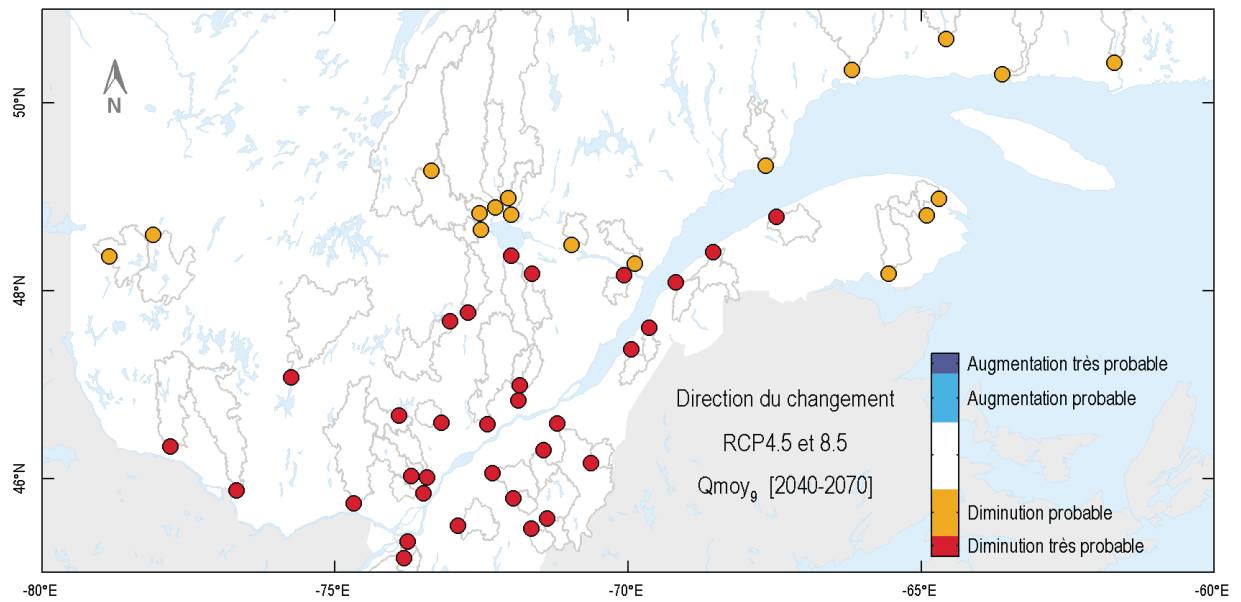 50°N
N
48°N
46°N
Direction du changement
RCP4.5 et 8.5
Qmoy₉ [2040-2070]
Augmentation très probable
Augmentation probable
Diminution probable
Diminution très probable
-80°E -75°E -70°E -65°E -60°E